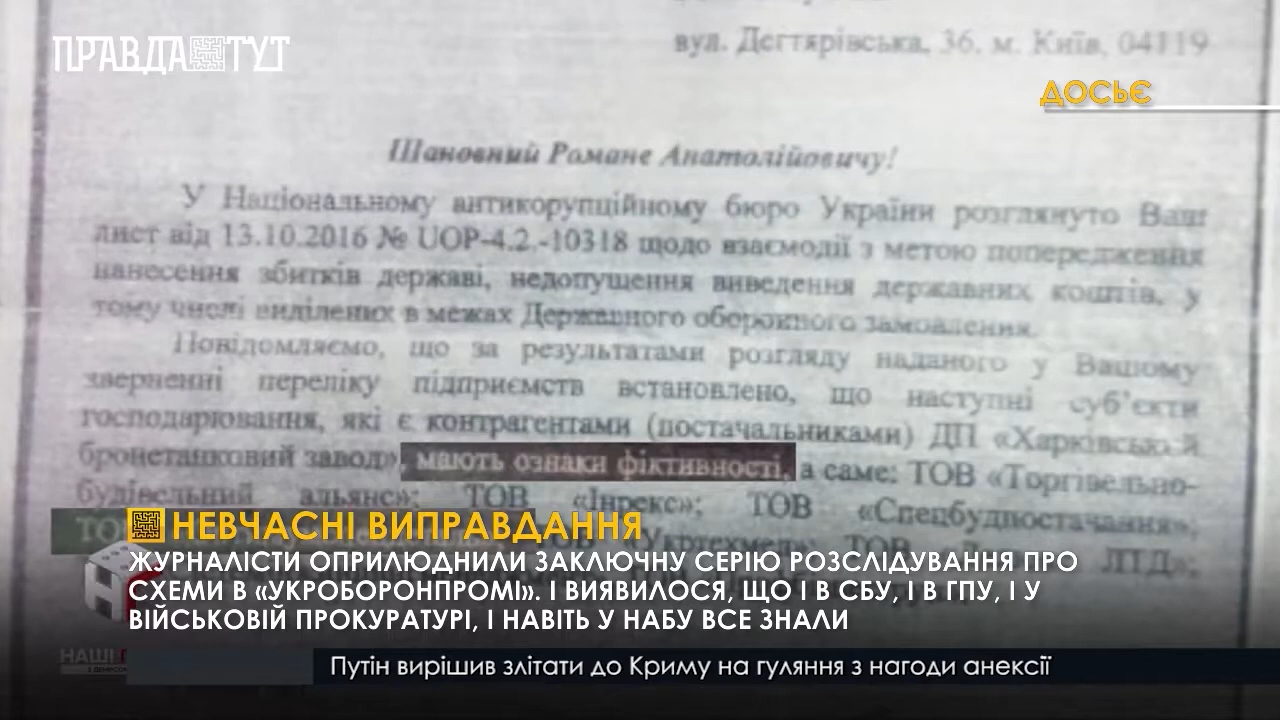 ПРАВДА ТУТ
вул. Дегтярівська, 36. м. Київ, 04119
ДОСЬЄ
Шановний Романе Анатолійовичу!
У Національному антикорупційному бюро України розглянуто Ваш
лист від 13.10.2016 № UOP-4.2.-10318 щодо взаємодії з метою попередження
нанесення збитків державі, недопущення виведення державних коштів, у
тому числі виділених в межах Державного оборонного замовлення.
Повідомляємо, що за результатами розгляду наданого у Вашому
зверненні переліку підприємств встановлено, що наступні суб’єкти
господарювання, які є контрагентами (постачальниками) ДП «Харківський
бронетанковий завод», мають ознаки фіктивності, а саме: ТОВ «Торгівельно-
будівельний альянс»; ТОВ «Інрекс»; ТОВ «Спецбудпостачання»,
НЕВЧАСНІ ВИПРАВДАННЯ
ЖУРНАЛІСТИ ОПРИЛЮДНИЛИ ЗАКЛЮЧНУ СЕРІЮ РОЗСЛІДУВАННЯ ПРО
СХЕМИ В «УКРОБОРОНПРОМІ». І ВИЯВИЛОСЯ, ЩО І В СБУ, І В ГПУ, І У
ВІЙСЬКОВІЙ ПРОКУРАТУРІ, І НАВІТЬ У НАБУ ВСЕ ЗНАЛИ
НАШІ
Путін вирішив злітати до Криму на гуляння з нагоди анексії